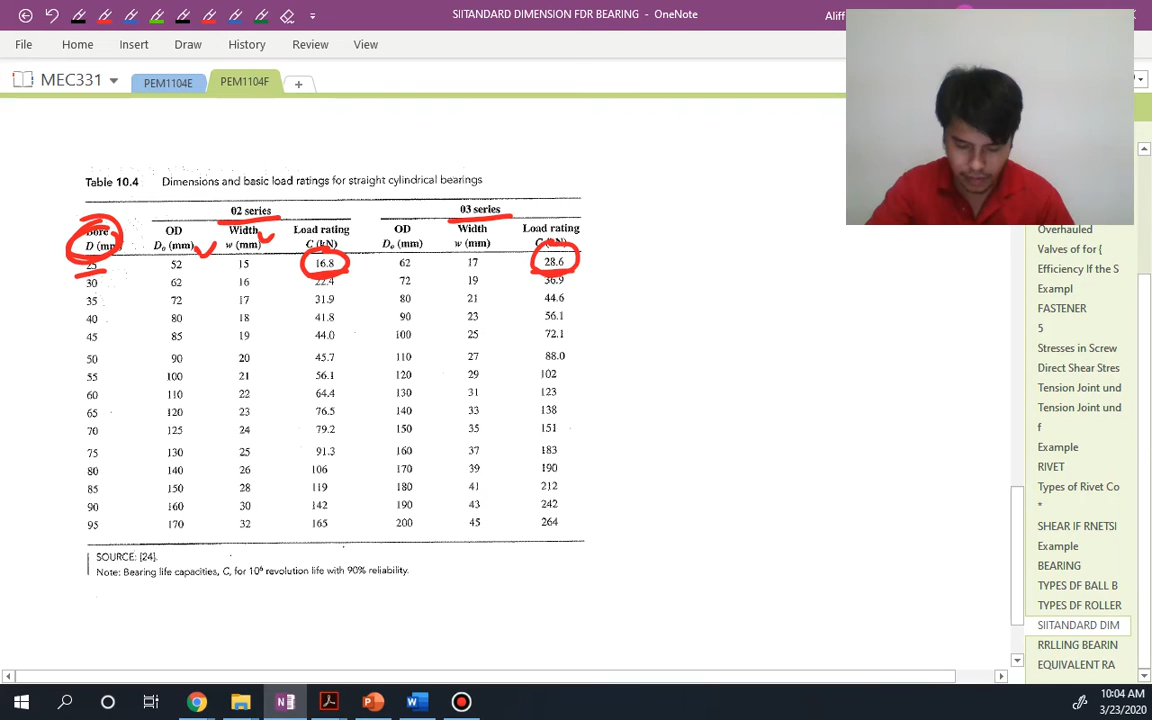 SIITANDARD DIMENSION FDR BEARING - OneNote
Aliff
File Home Insert Draw History Review View
MEC331 PEM1104E PEM1104F
Table 10.4 Dimensions and basic load ratings for straight cylindrical bearings
02 series 03 series
Bore OD Width Load rating OD Width Load rating
D (mm) Do (mm) w (mm) C (kN) Do (mm) w (mm) C (kN)
25 52 15 16.8 62 17 28.6
30 62 16 22.4 72 19 36.9
35 72 17 31.9 80 21 44.6
40 80 18 41.8 90 23 56.1
45 85 19 44.0 100 25 72.1
50 90 20 45.7 110 27 88.0
55 100 21 56.1 120 29 102
60 110 22 64.4 130 31 123
65 120 23 76.5 140 33 138
70 125 24 79.2 150 35 151
75 130 25 91.3 160 37 183
80 140 26 106 170 39 190
85 150 28 119 180 41 212
90 160 30 142 190 43 242
95 170 32 165 200 45 264
SOURCE: [24].
Note: Bearing life capacities, C, for 10⁶ revolution life with 90% reliability.
Overhauled
Valves of for {
Efficiency If the S
Exampl
FASTENER
5
Stresses in Screw
Direct Shear Stres
Tension Joint und
Tension Joint und
f
Example
RIVET
Types of Rivet Co
*
SHEAR IF RNETSI
Example
BEARING
TYPES DF BALL B
TYPES DF ROLLER
SIITANDARD DIM
RRLLING BEARIN
EQUIVALENT RA
10:04 AM
3/23/2020